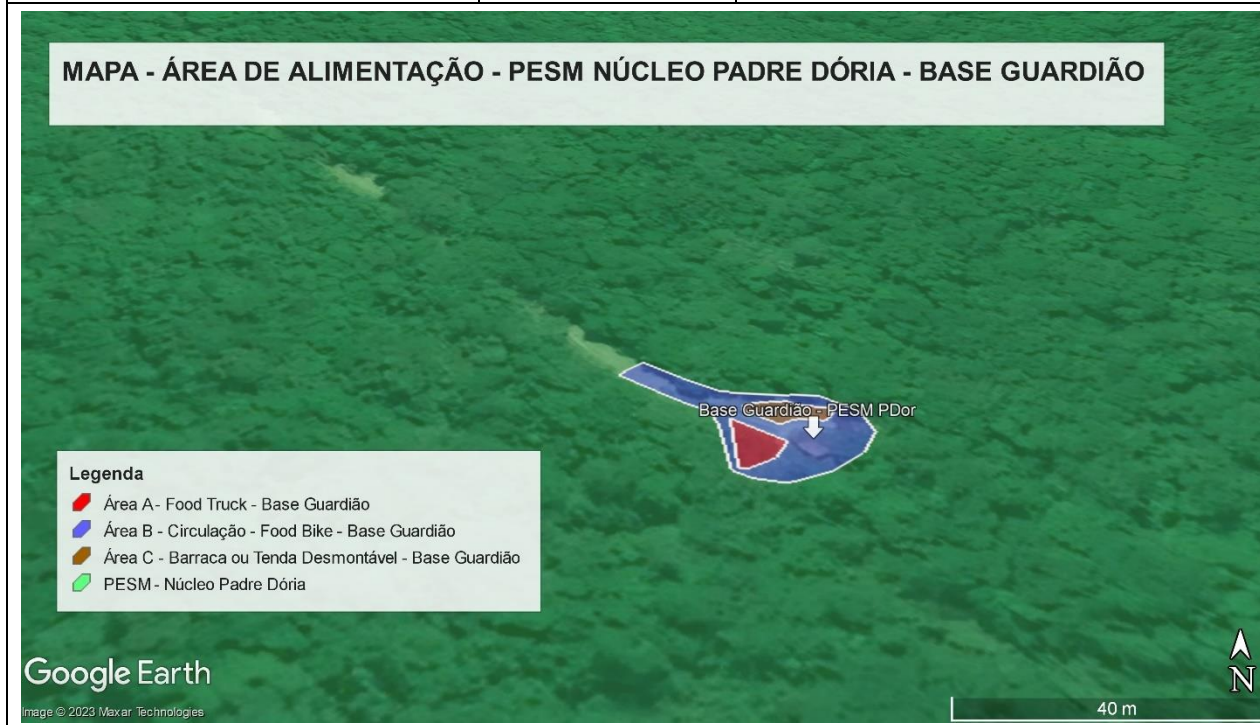 MAPA - ÁREA DE ALIMENTAÇÃO - PESM NÚCLEO PADRE DÓRIA - BASE GUARDIÃO
Base Guardião - PESM PDor
Legenda
Área A - Food Truck - Base Guardião
Área B - Circulação - Food Bike - Base Guardião
Área C - Barraca ou Tenda Desmontável - Base Guardião
PESM - Núcleo Padre Dória
Google Earth
Image © 2023 Maxar Technologies
N
40 m